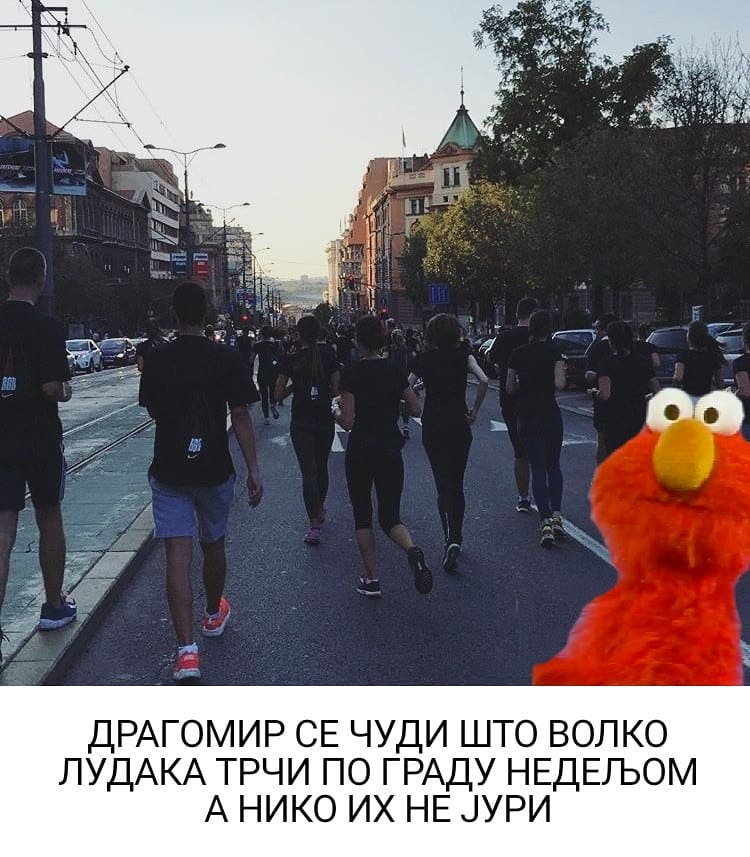 ДРАГОМИР СЕ ЧУДИ ШТО ВОЛКО
ЛУДАКА ТРЧИ ПО ГРАДУ НЕДЕЉОМ
А НИКО ИХ НЕ ЈУРИ